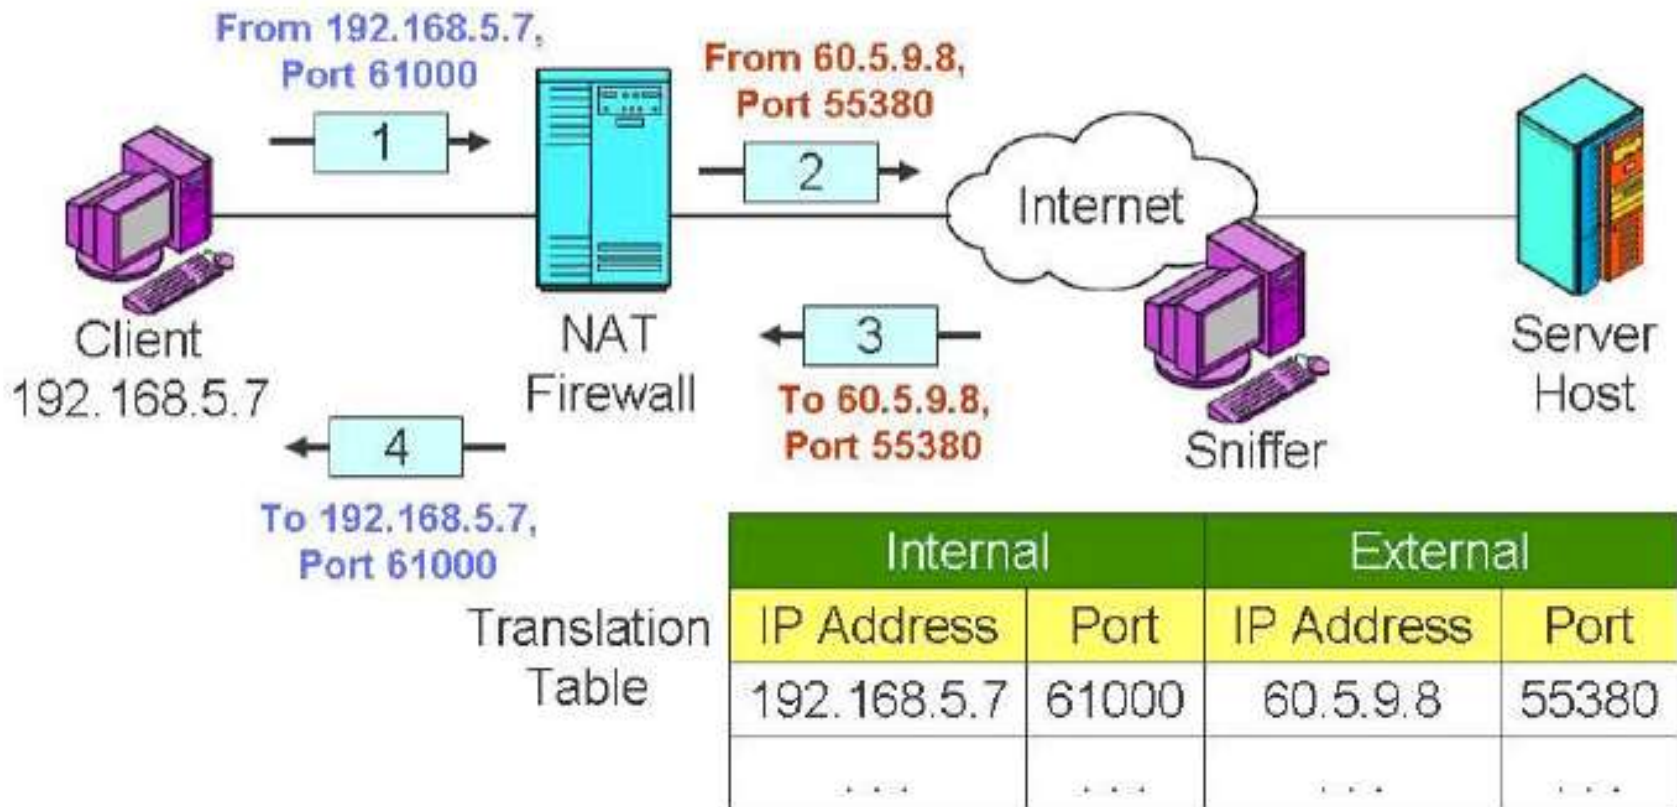 From 192.168.5.7,
Port 61000
From 60.5.9.8,
Port 55380
1
2
Internet
Client
192.168.5.7
NAT
Firewall
3
To 60.5.9.8,
Port 55380
Sniffer
Server
Host
4
To 192.168.5.7,
Port 61000
Translation
Table
Internal External
IP Address Port IP Address Port
192.168.5.7 61000 60.5.9.8 55380
. . . . . . . . . . . .